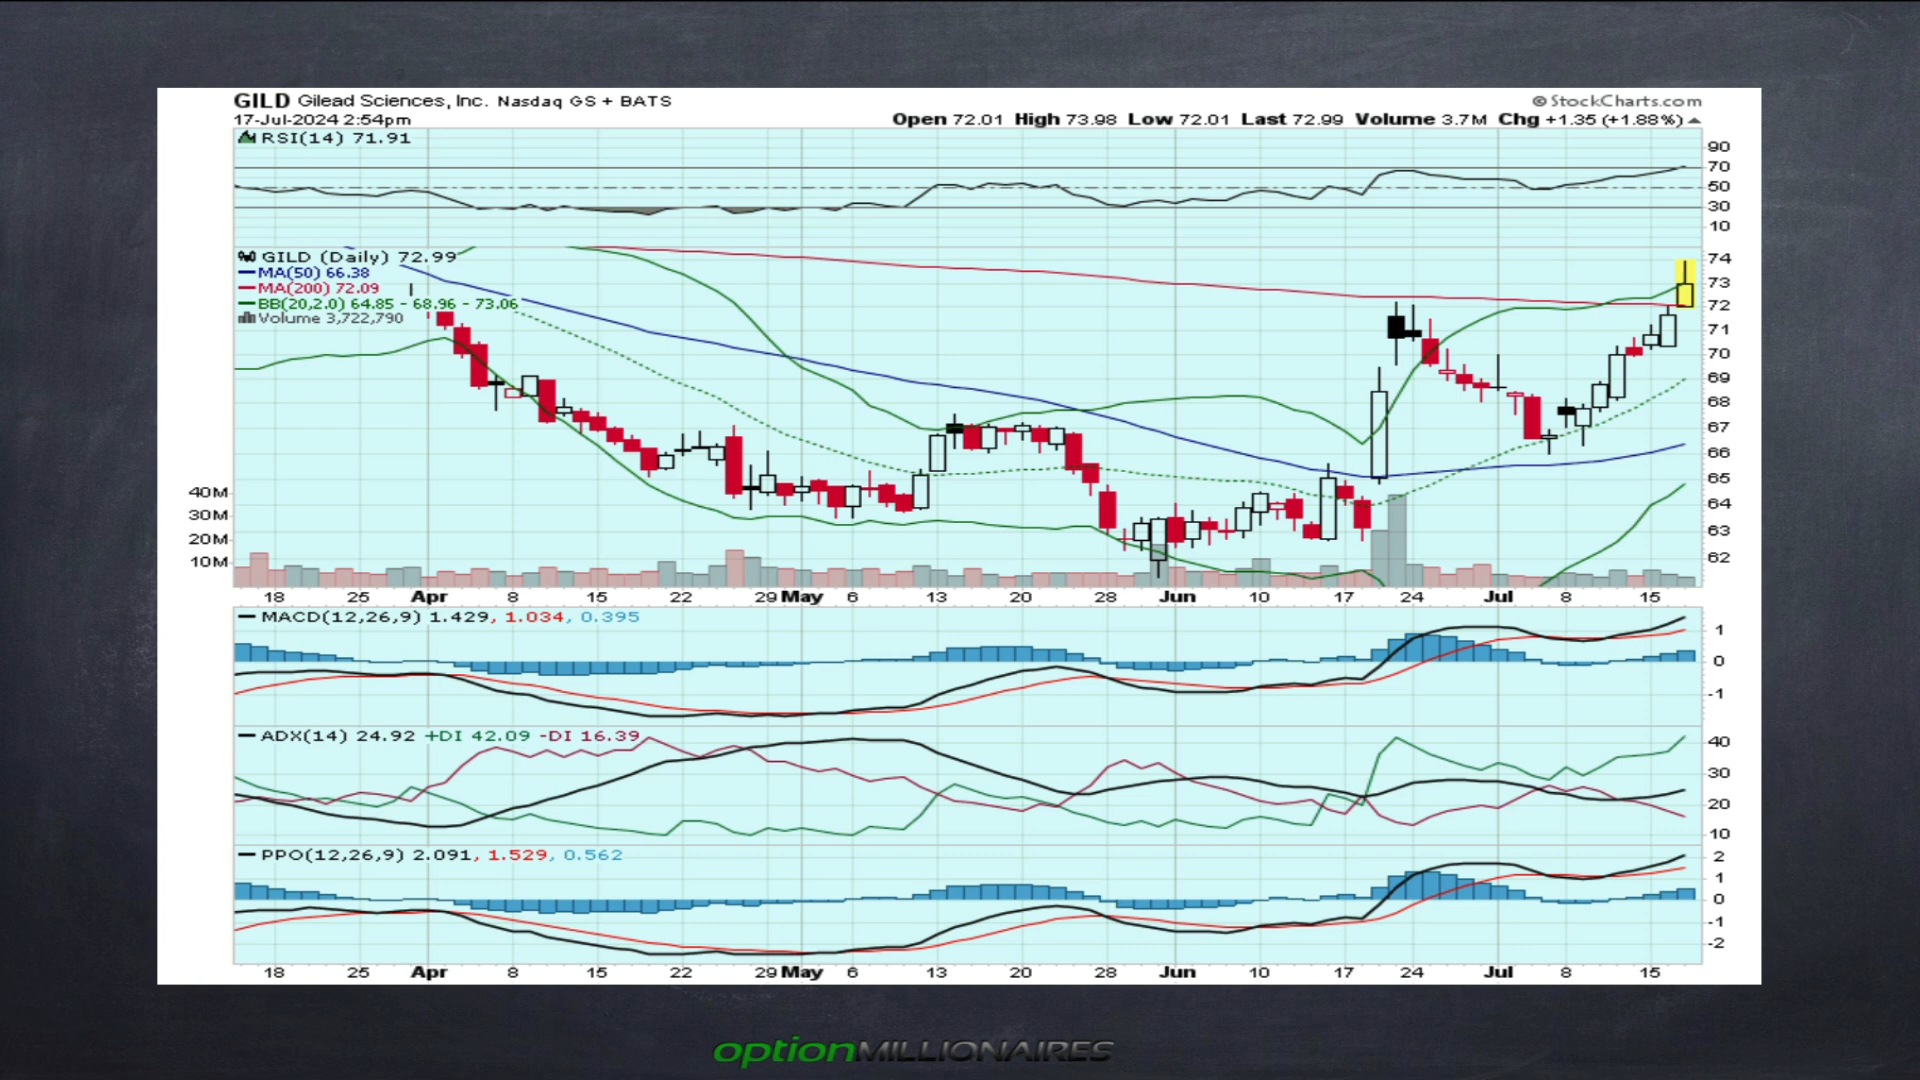 GILD Gilead Sciences, Inc. Nasdaq GS + BATS
© StockCharts.com
17-Jul-2024 2:54pm
Open 72.01 High 73.98 Low 72.01 Last 72.99 Volume 3.7M Chg +1.35 (+1.88%)
RSI(14) 71.91
90
70
50
30
10
GILD (Daily) 72.99
MA(50) 66.38
MA(200) 72.09
BB(20,2.0) 64.85 - 68.96 - 73.06
Volume 3,722,790
74
73
72
71
70
69
68
67
66
65
64
63
62
40M
30M
20M
10M
18 25 Apr 8 15 22 29 May 6 13 20 28 Jun 10 17 24 Jul 8 15
MACD(12,26,9) 1.429, 1.034, 0.395
1
0
-1
ADX(14) 24.92 +DI 42.09 -DI 16.39
40
30
20
10
PPO(12,26,9) 2.091, 1.529, 0.562
2
1
0
-1
-2
18 25 Apr 8 15 22 29 May 6 13 20 28 Jun 10 17 24 Jul 8 15
optionMILLIONAIRES